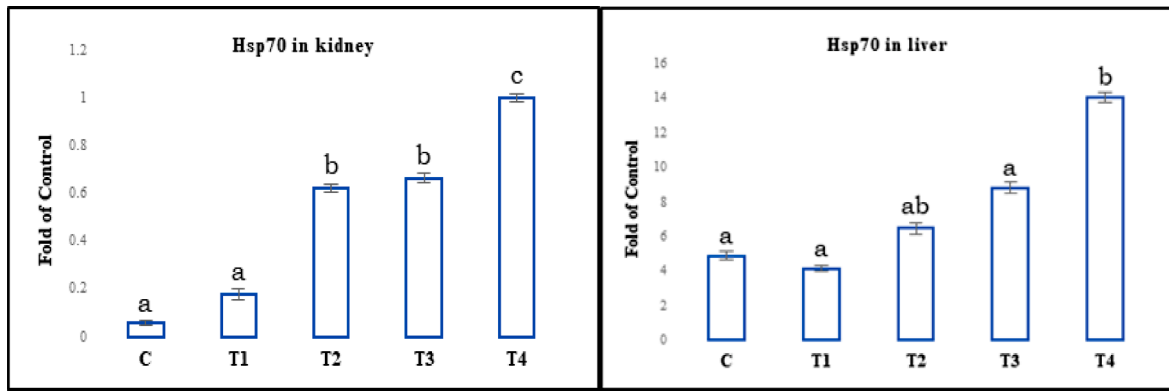 Hsp70 in kidney
Fold of Control
1.2
1
0.8
0.6
0.4
0.2
0
a
a
b
b
c
C T1 T2 T3 T4
Hsp70 in liver
Fold of Control
16
14
12
10
8
6
4
2
0
a
a
ab
a
b
C T1 T2 T3 T4